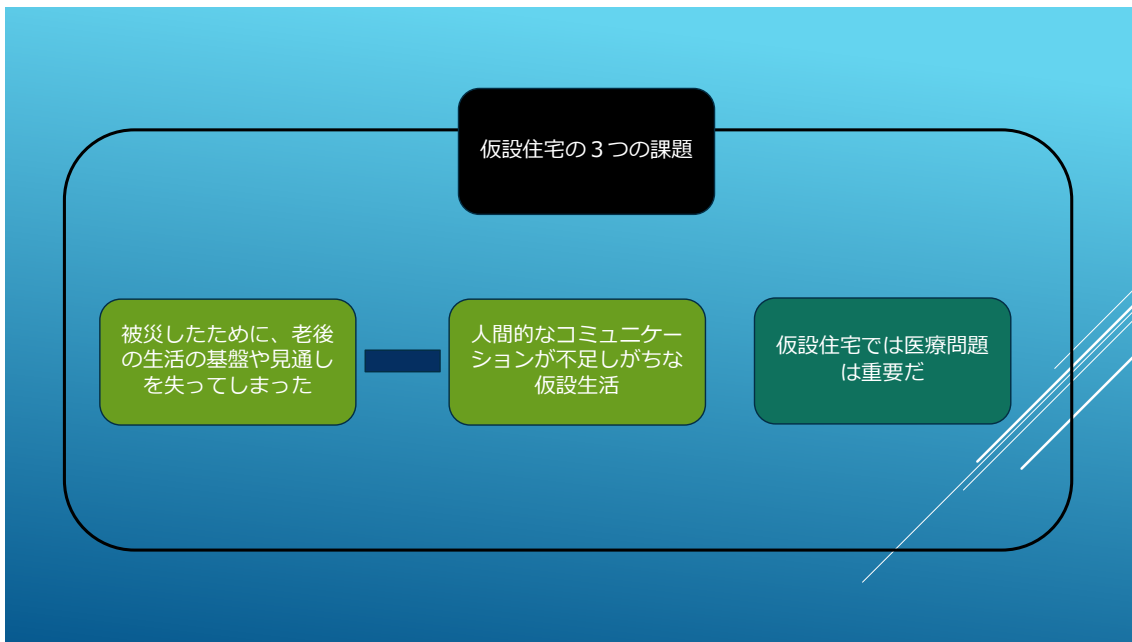 仮設住宅の３つの課題
被災したために、老後
の生活の基盤や見通し
を失ってしまった
人間的なコミュニケー
ションが不足しがちな
仮設生活
仮設住宅では医療問題
は重要だ